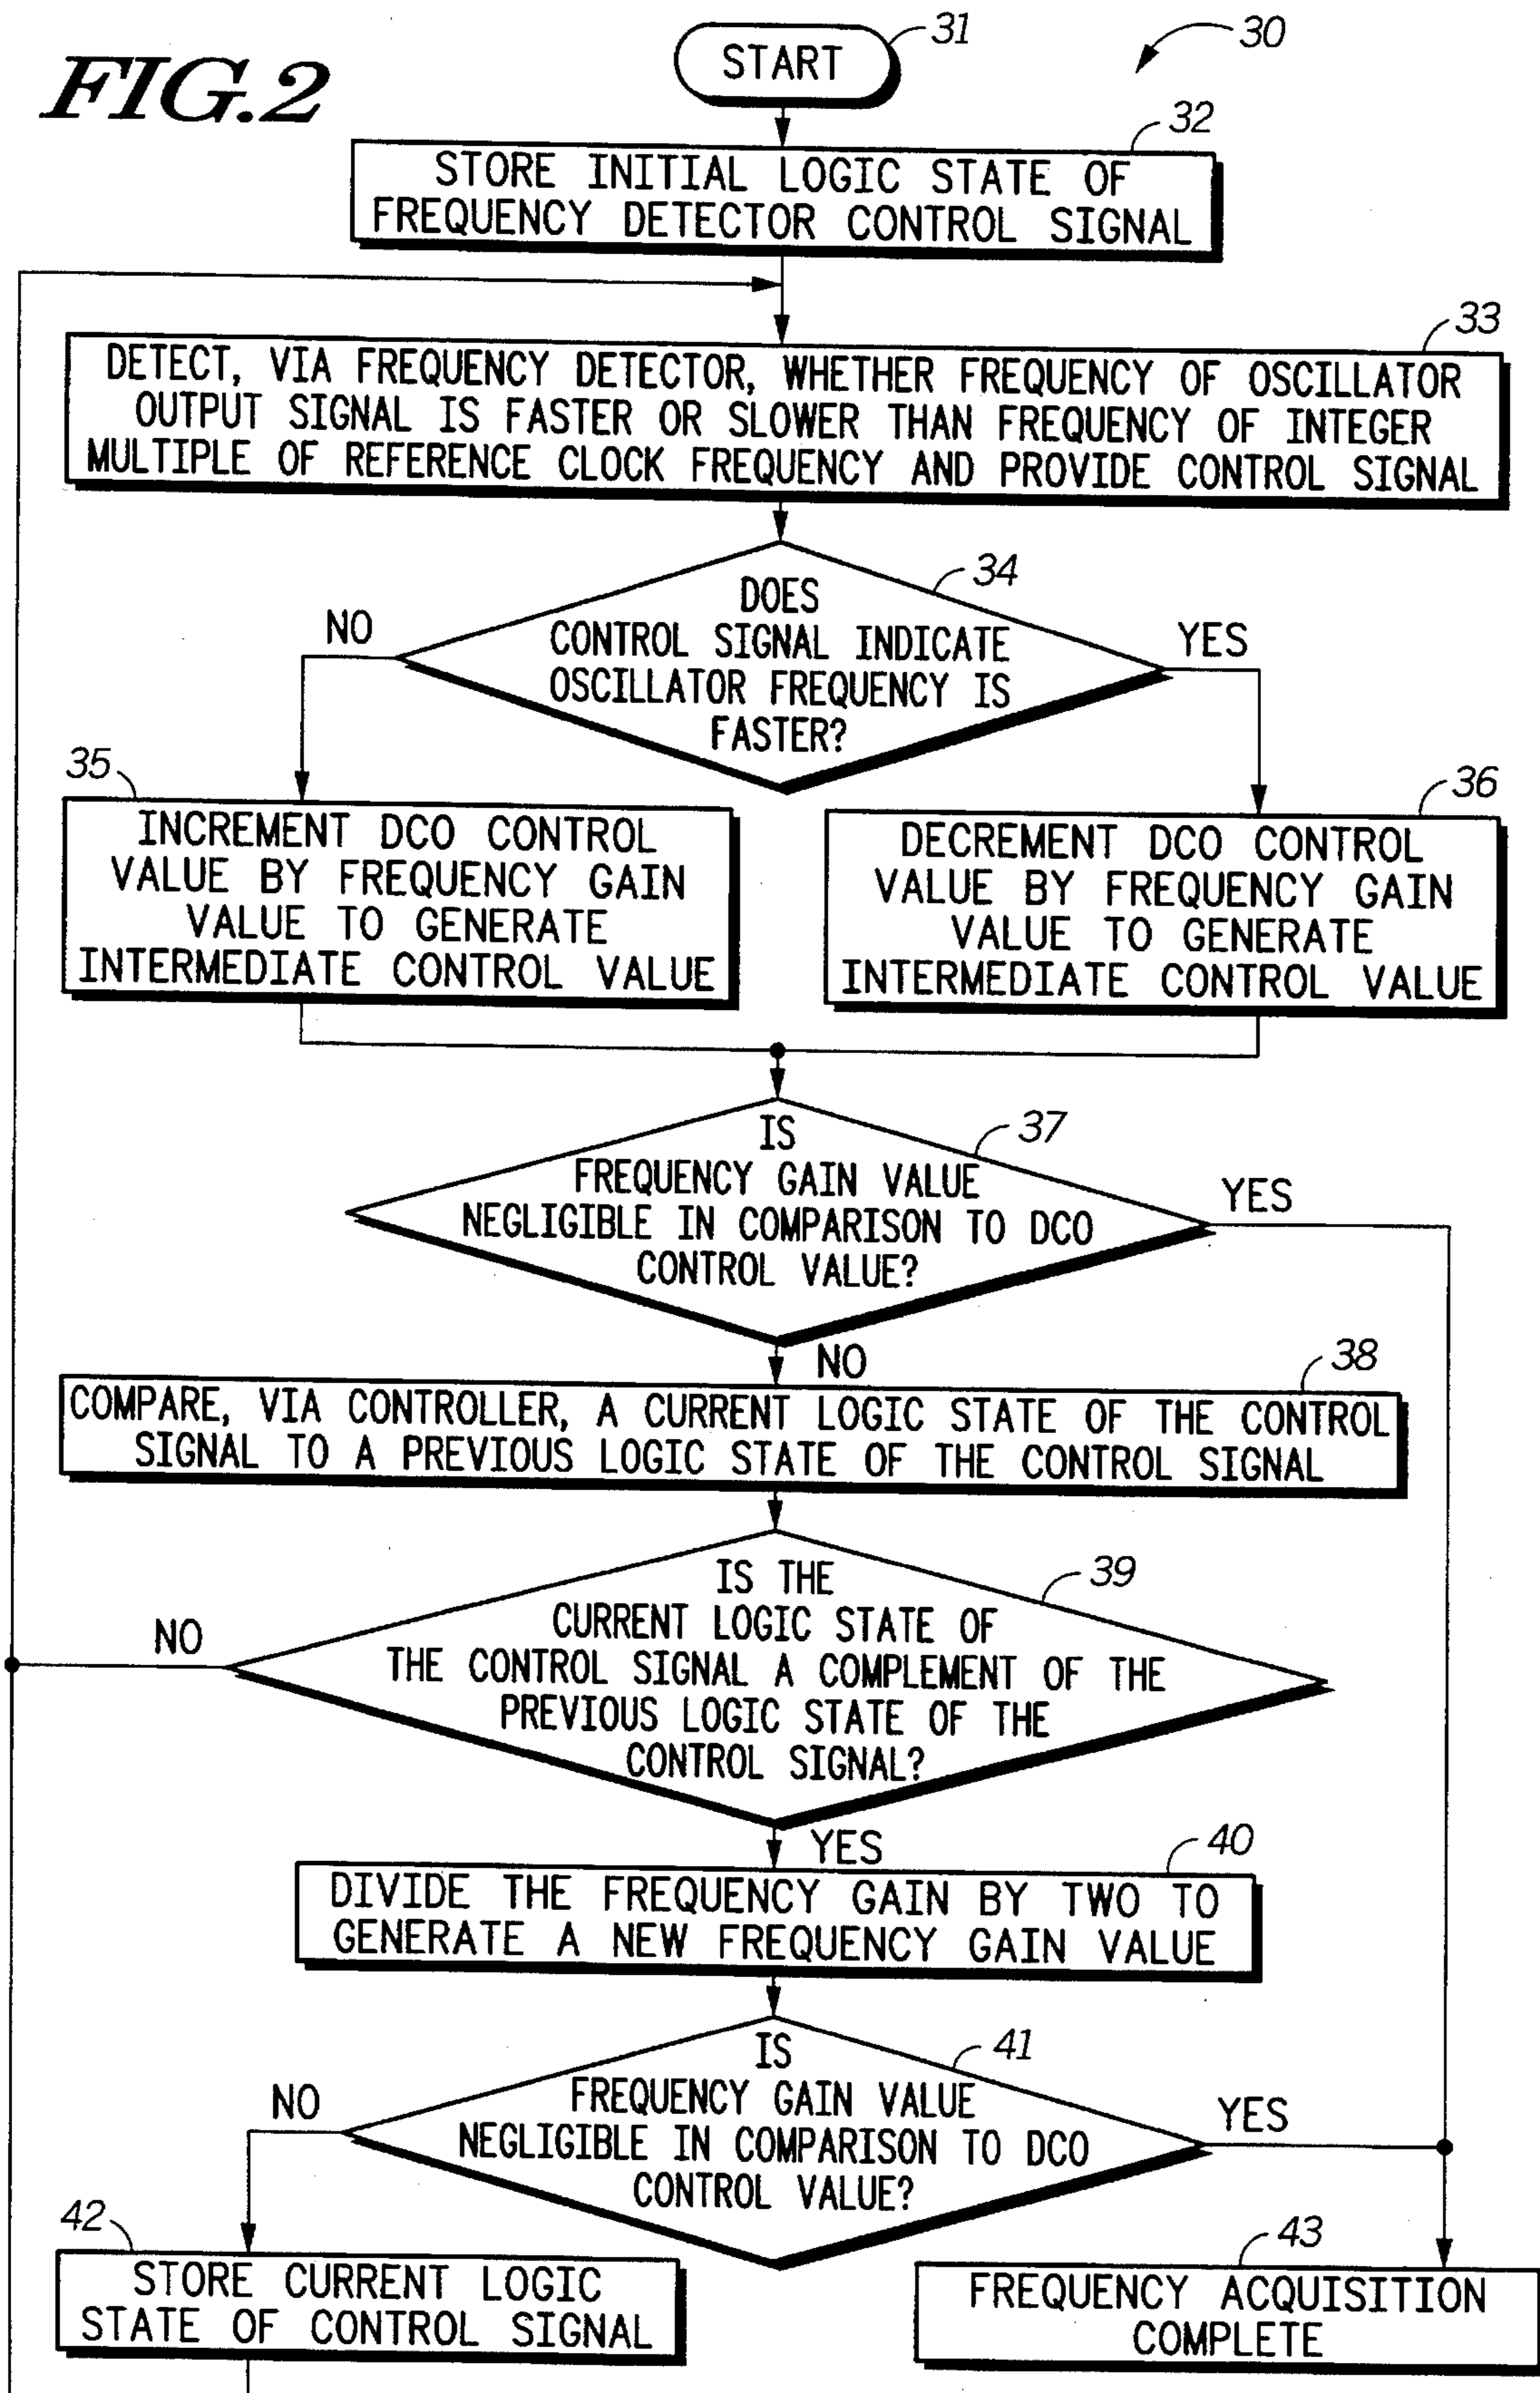 FIG.2
START
31
30
32
STORE INITIAL LOGIC STATE OF
FREQUENCY DETECTOR CONTROL SIGNAL
33
DETECT, VIA FREQUENCY DETECTOR, WHETHER FREQUENCY OF OSCILLATOR
OUTPUT SIGNAL IS FASTER OR SLOWER THAN FREQUENCY OF INTEGER
MULTIPLE OF REFERENCE CLOCK FREQUENCY AND PROVIDE CONTROL SIGNAL
34
DOES
CONTROL SIGNAL INDICATE
OSCILLATOR FREQUENCY IS
FASTER?
NO
YES
35
INCREMENT DCO CONTROL
VALUE BY FREQUENCY GAIN
VALUE TO GENERATE
INTERMEDIATE CONTROL VALUE
36
DECREMENT DCO CONTROL
VALUE BY FREQUENCY GAIN
VALUE TO GENERATE
INTERMEDIATE CONTROL VALUE
37
IS
FREQUENCY GAIN VALUE
NEGLIGIBLE IN COMPARISON TO DCO
CONTROL VALUE?
YES
NO
38
COMPARE, VIA CONTROLLER, A CURRENT LOGIC STATE OF THE CONTROL
SIGNAL TO A PREVIOUS LOGIC STATE OF THE CONTROL SIGNAL
39
IS THE
CURRENT LOGIC STATE OF
THE CONTROL SIGNAL A COMPLEMENT OF THE
PREVIOUS LOGIC STATE OF THE
CONTROL SIGNAL?
NO
YES
40
DIVIDE THE FREQUENCY GAIN BY TWO TO
GENERATE A NEW FREQUENCY GAIN VALUE
41
IS
FREQUENCY GAIN VALUE
NEGLIGIBLE IN COMPARISON TO DCO
CONTROL VALUE?
NO
YES
42
STORE CURRENT LOGIC
STATE OF CONTROL SIGNAL
43
FREQUENCY ACQUISITION
COMPLETE